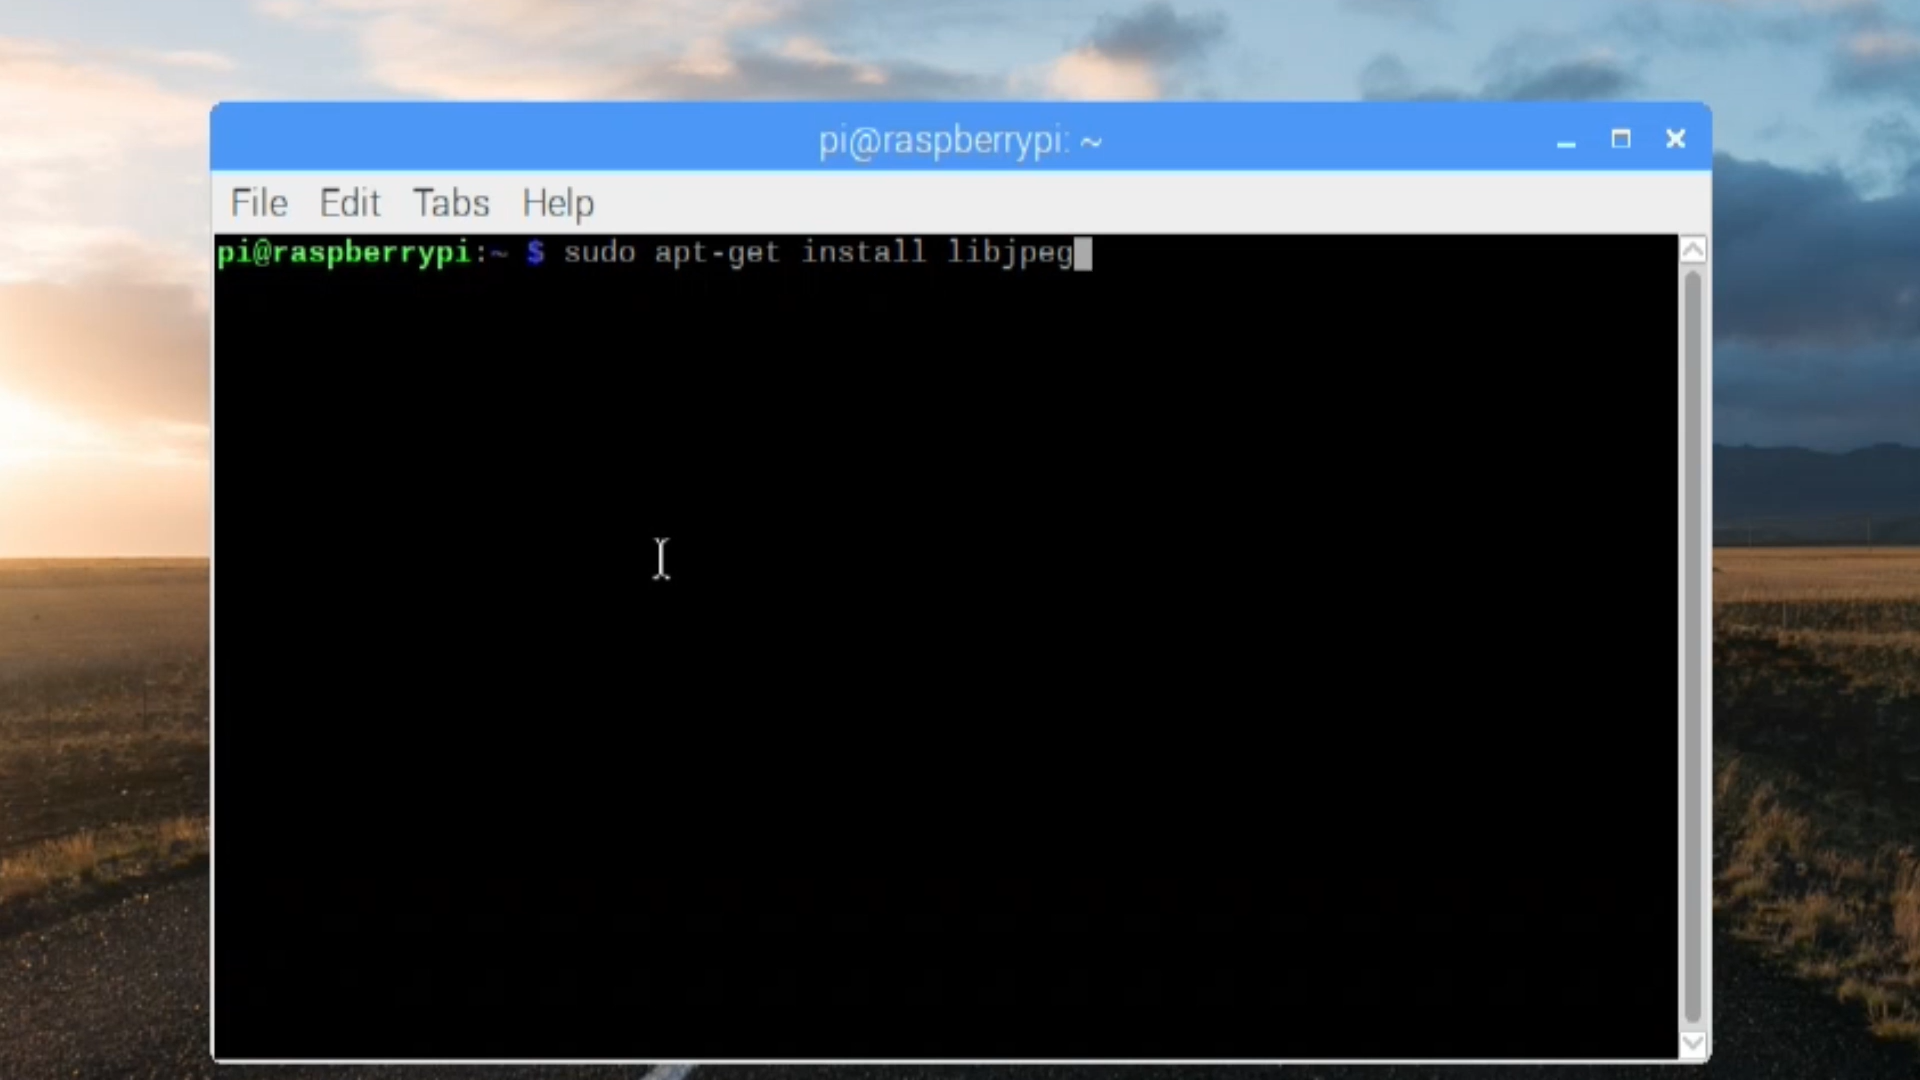 pi@raspberrypi: ~
File Edit Tabs Help
pi@raspberrypi:~ $ sudo apt-get install libjpeg